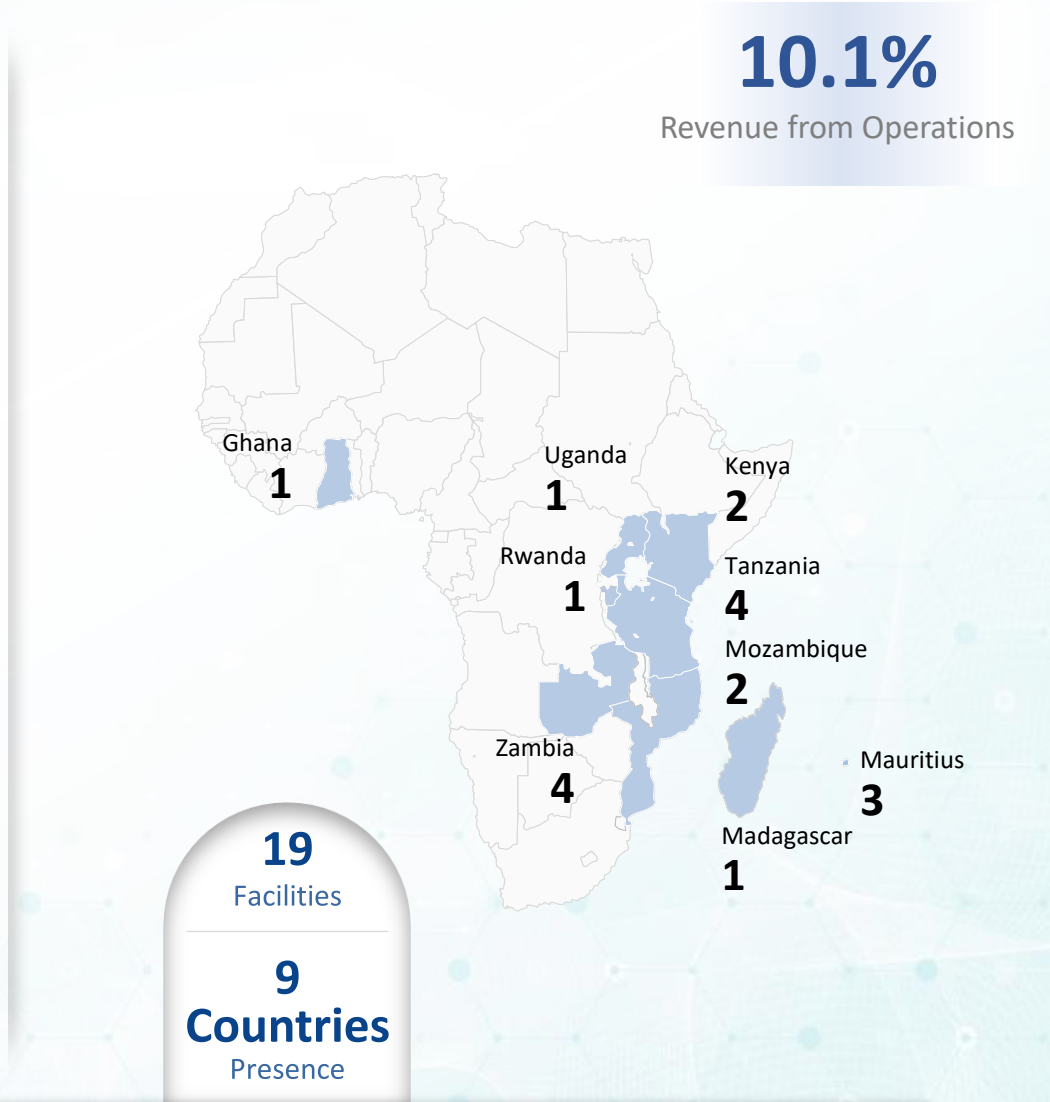 10.1%
Revenue from Operations
Ghana
1
Uganda
1
Kenya
2
Rwanda
1
Tanzania
4
Mozambique
2
Zambia
4
Mauritius
3
Madagascar
1
19
Facilities
9
Countries
Presence